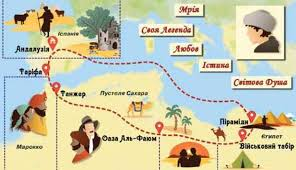 Іспанія
Мрія
Своя Легенда
Любов
Істина
Світова Душа
Андалузія
Таріфа
Танжер
Пустеля Сахара
Піраміди
Єгипет
Військовий табір
Марокко
Оаза Аль-Фаюм